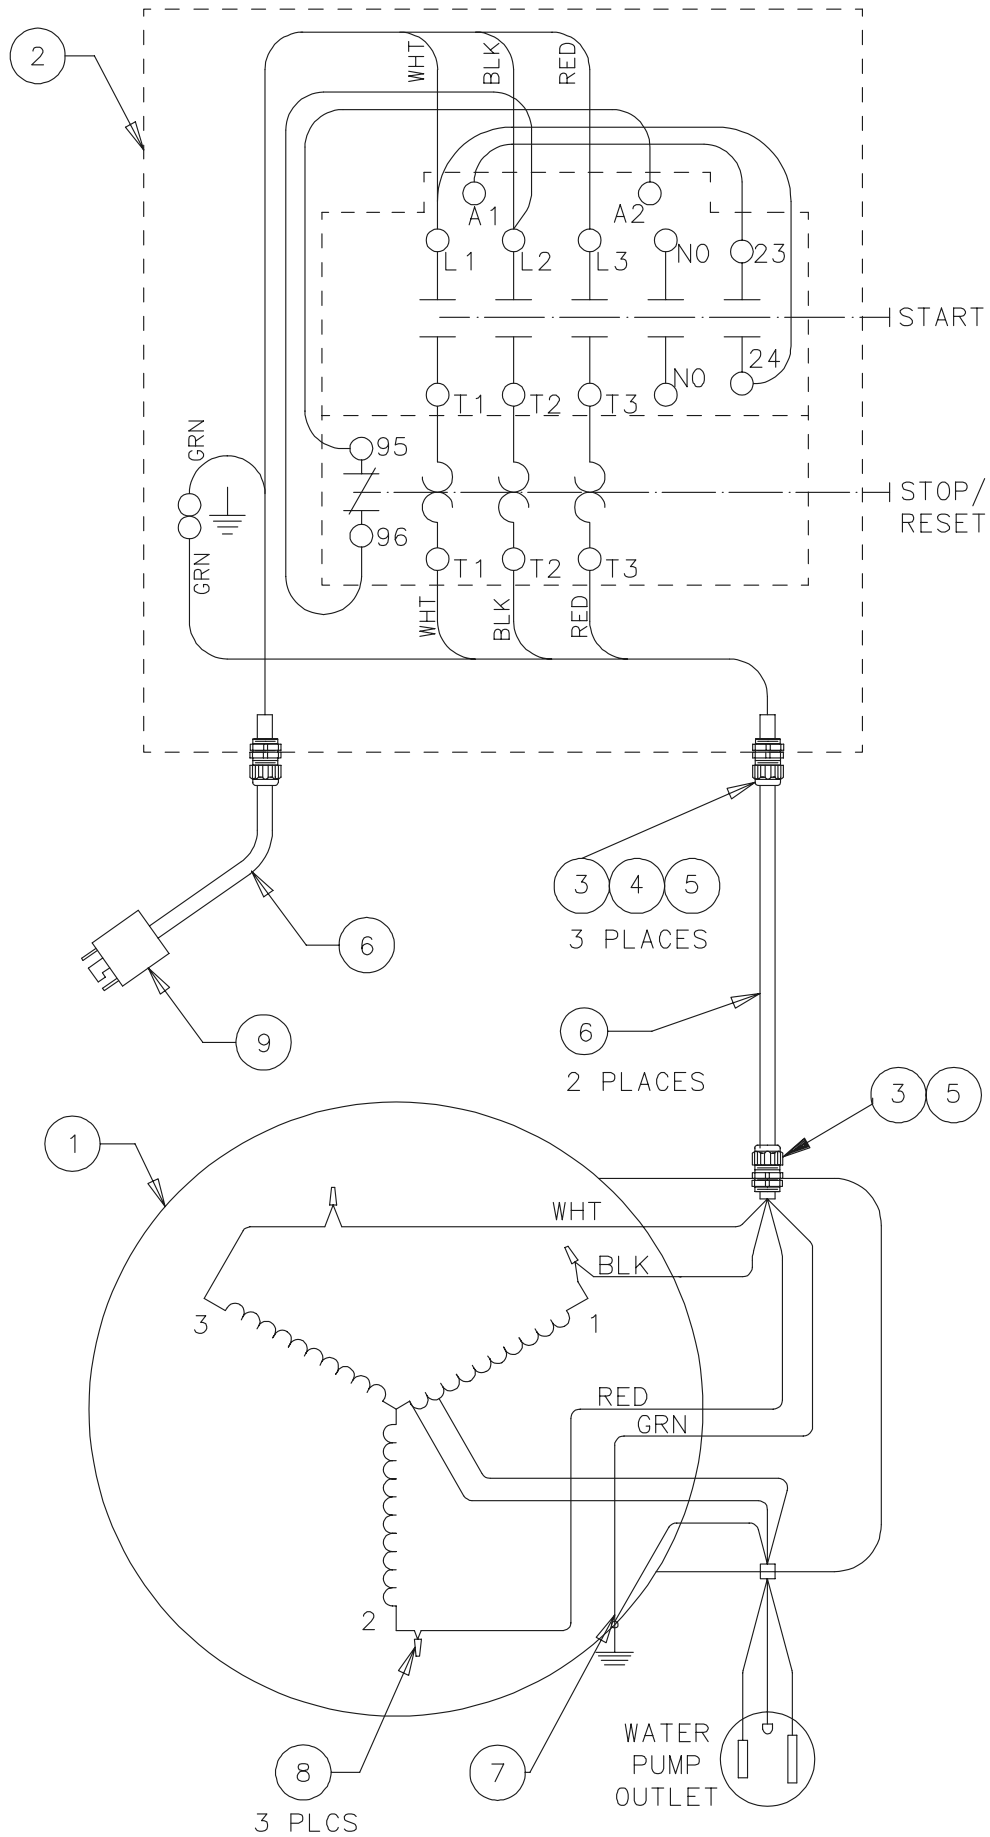 2
WHT
BLK
RED
A1
A2
L1
L2
L3
NO
23
START
24
T1
T2
T3
NO
GRN
95
STOP/
RESET
96
GRN
T1
T2
T3
WHT
BLK
RED
3 4 5
3 PLACES
6
9
6
2 PLACES
3 5
1
WHT
BLK
3
1
RED
GRN
2
WATER
PUMP
OUTLET
8
3 PLCS
7